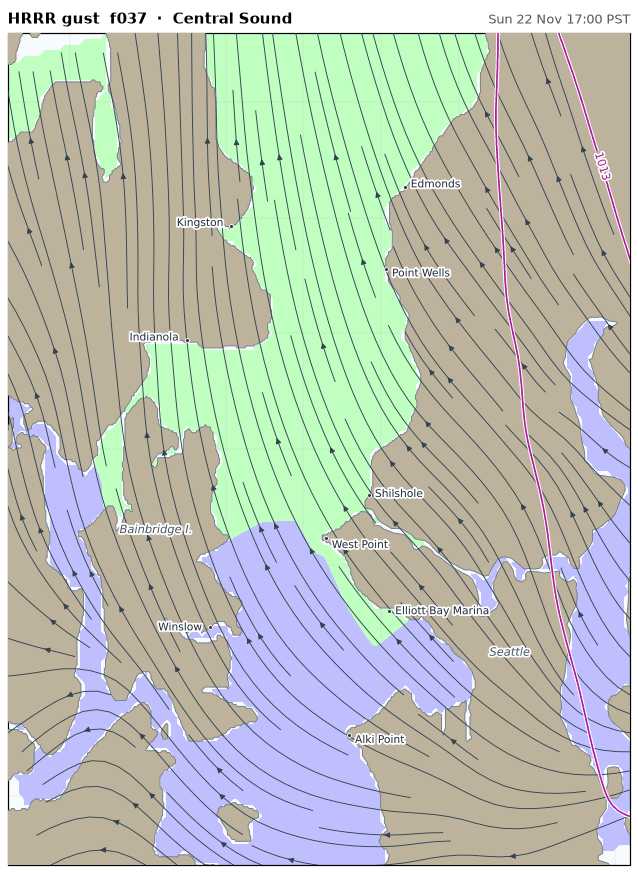 HRRR gust f037 · Central Sound
Sun 22 Nov 17:00 PST
1013
Edmonds
Kingston
Point Wells
Indianola
Shilshole
Bainbridge I.
West Point
Elliott Bay Marina
Winslow
Seattle
Alki Point